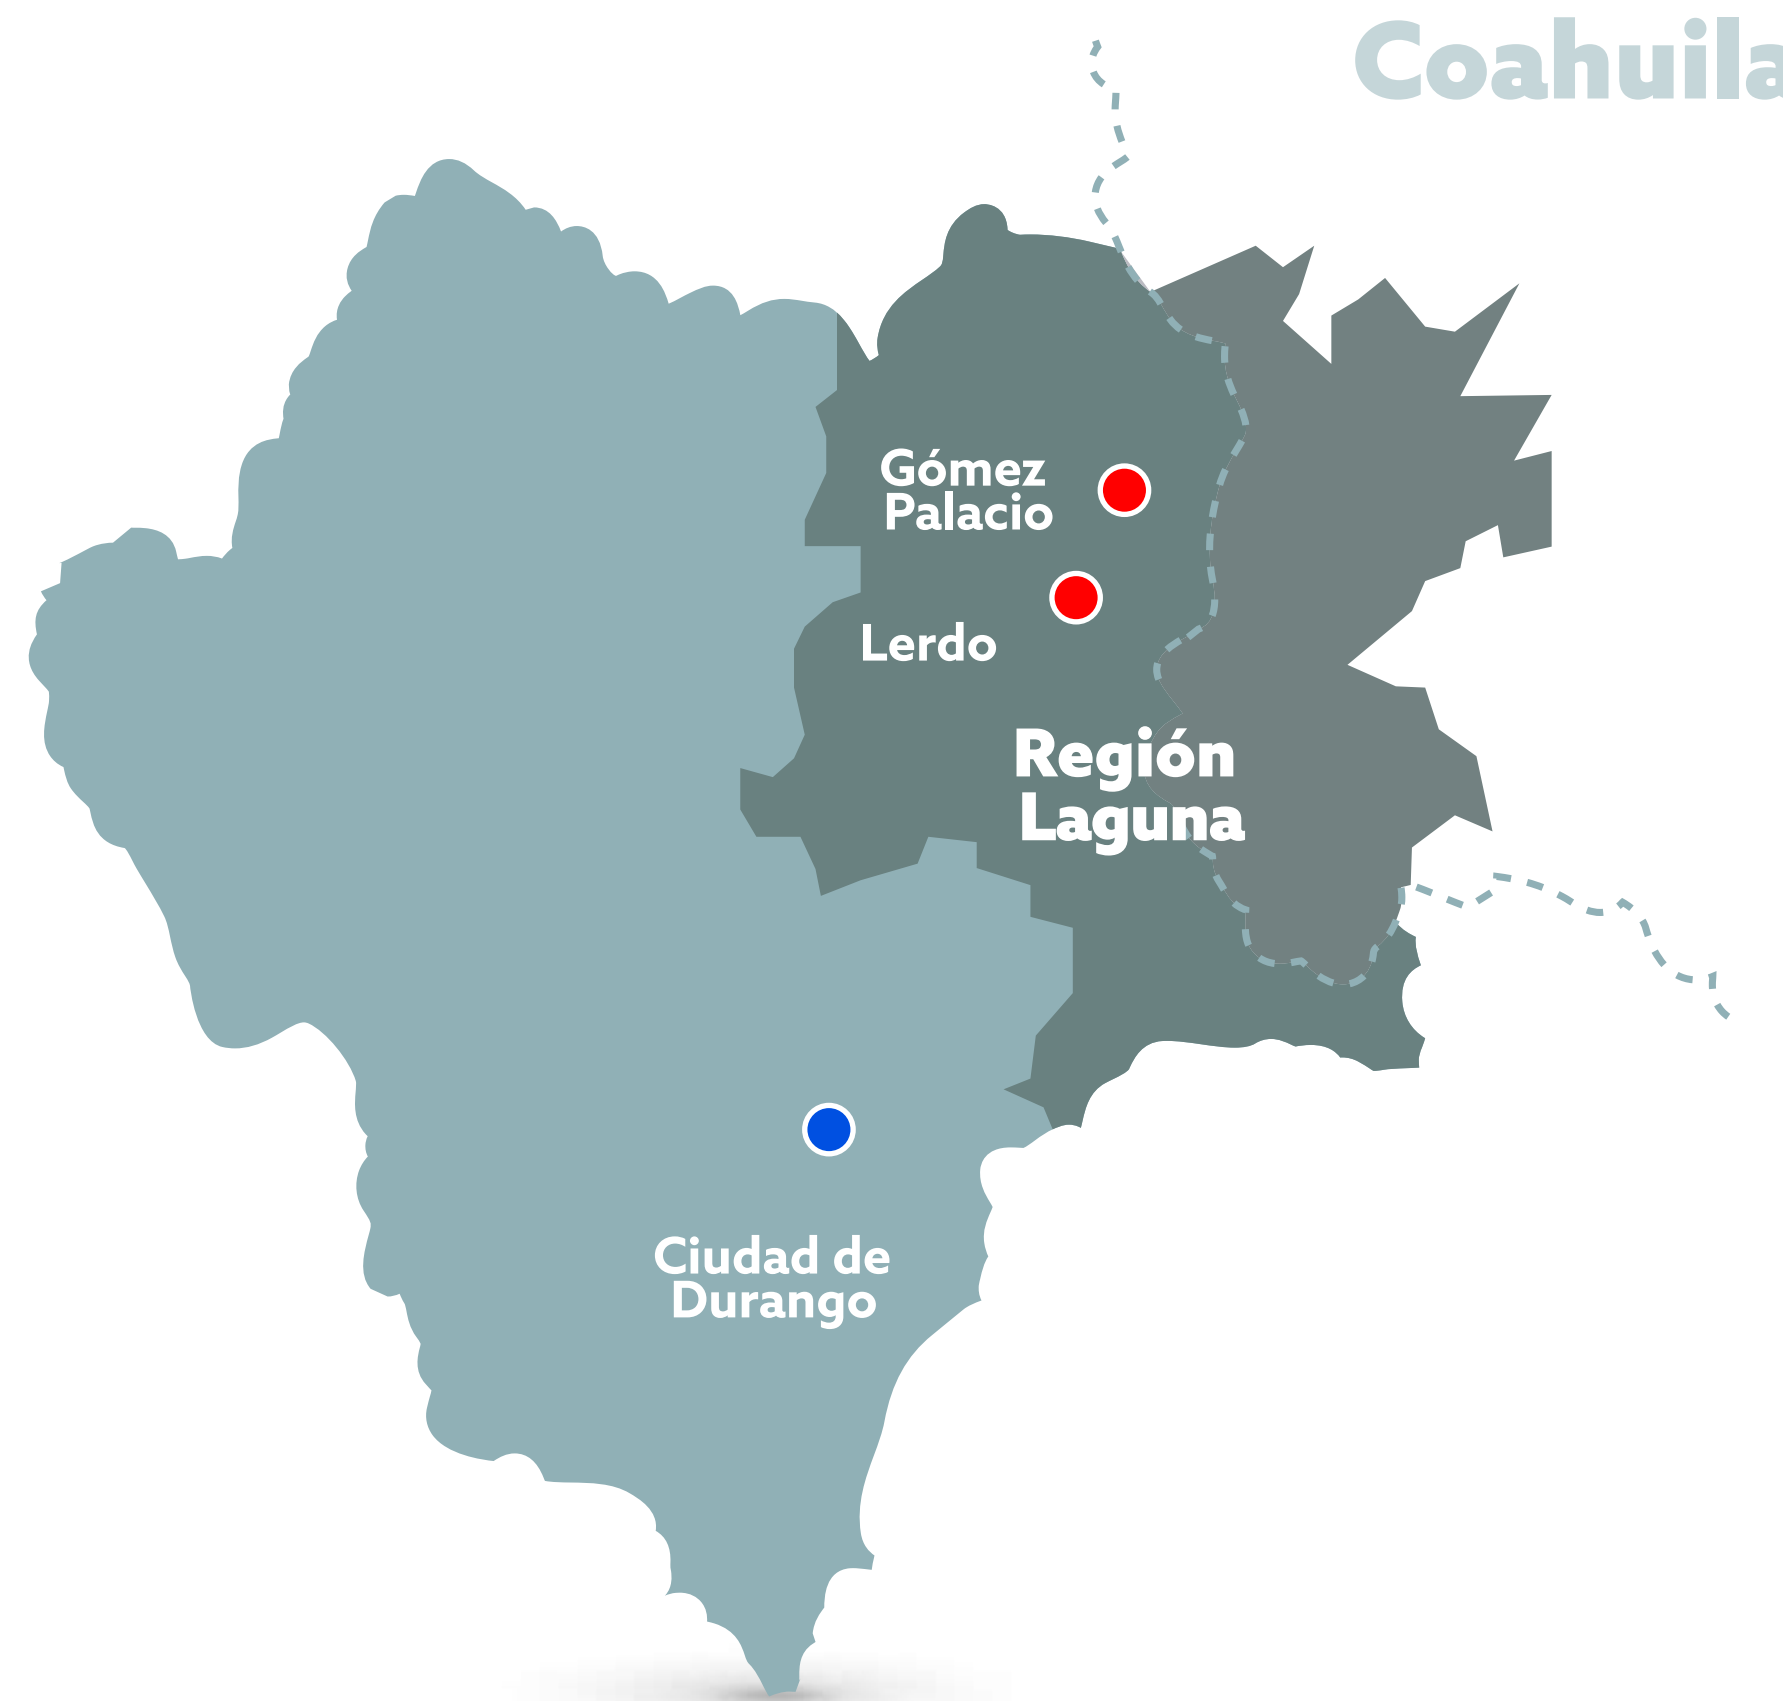 Coahuila
Gómez
Palacio
Lerdo
Región
Laguna
Ciudad de
Durango